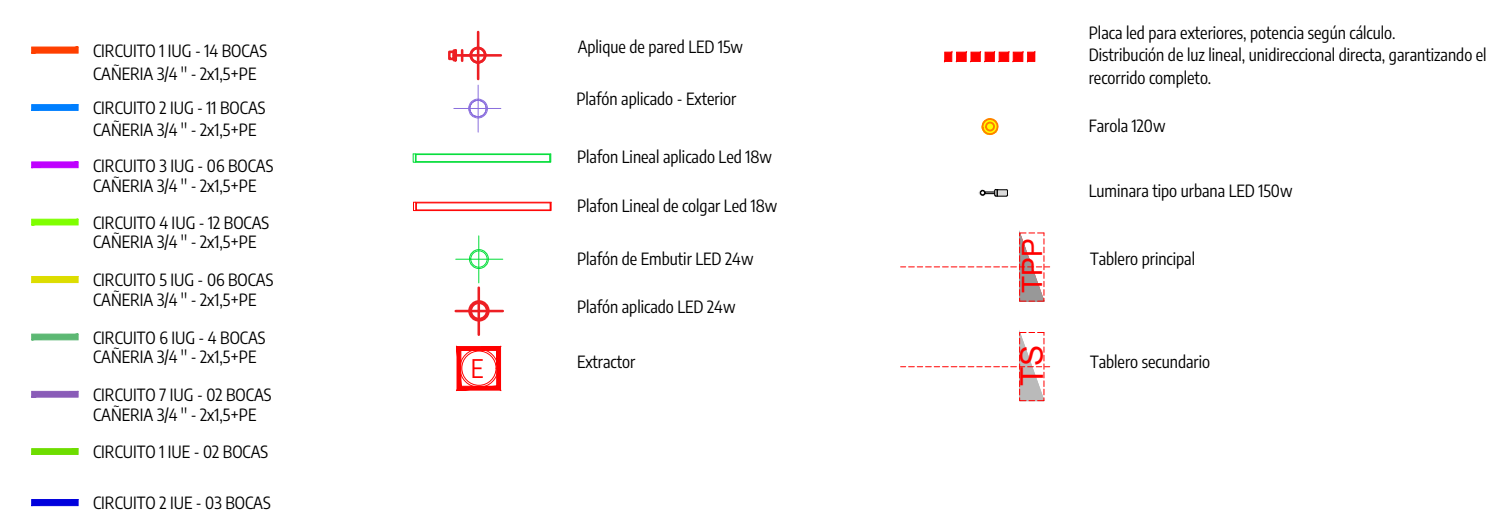 CIRCUITO 1 IUG - 14 BOCAS
CAÑERIA 3/4 " - 2x1,5+PE
CIRCUITO 2 IUG - 11 BOCAS
CAÑERIA 3/4 " - 2x1,5+PE
CIRCUITO 3 IUG - 06 BOCAS
CAÑERIA 3/4 " - 2x1,5+PE
CIRCUITO 4 IUG - 12 BOCAS
CAÑERIA 3/4 " - 2x1,5+PE
CIRCUITO 5 IUG - 06 BOCAS
CAÑERIA 3/4 " - 2x1,5+PE
CIRCUITO 6 IUG - 4 BOCAS
CAÑERIA 3/4 " - 2x1,5+PE
CIRCUITO 7 IUG - 02 BOCAS
CAÑERIA 3/4 " - 2x1,5+PE
CIRCUITO 1 IUE - 02 BOCAS
CIRCUITO 2 IUE - 03 BOCAS
Aplique de pared LED 15w
Plafón aplicado - Exterior
Plafon Lineal aplicado Led 18w
Plafon Lineal de colgar Led 18w
Plafón de Embutir LED 24w
Plafón aplicado LED 24w
E
Extractor
Placa led para exteriores, potencia según cálculo.
Distribución de luz lineal, unidireccional directa, garantizando el
recorrido completo.
Farola 120w
Luminara tipo urbana LED 150w
TPP
Tablero principal
TS
Tablero secundario